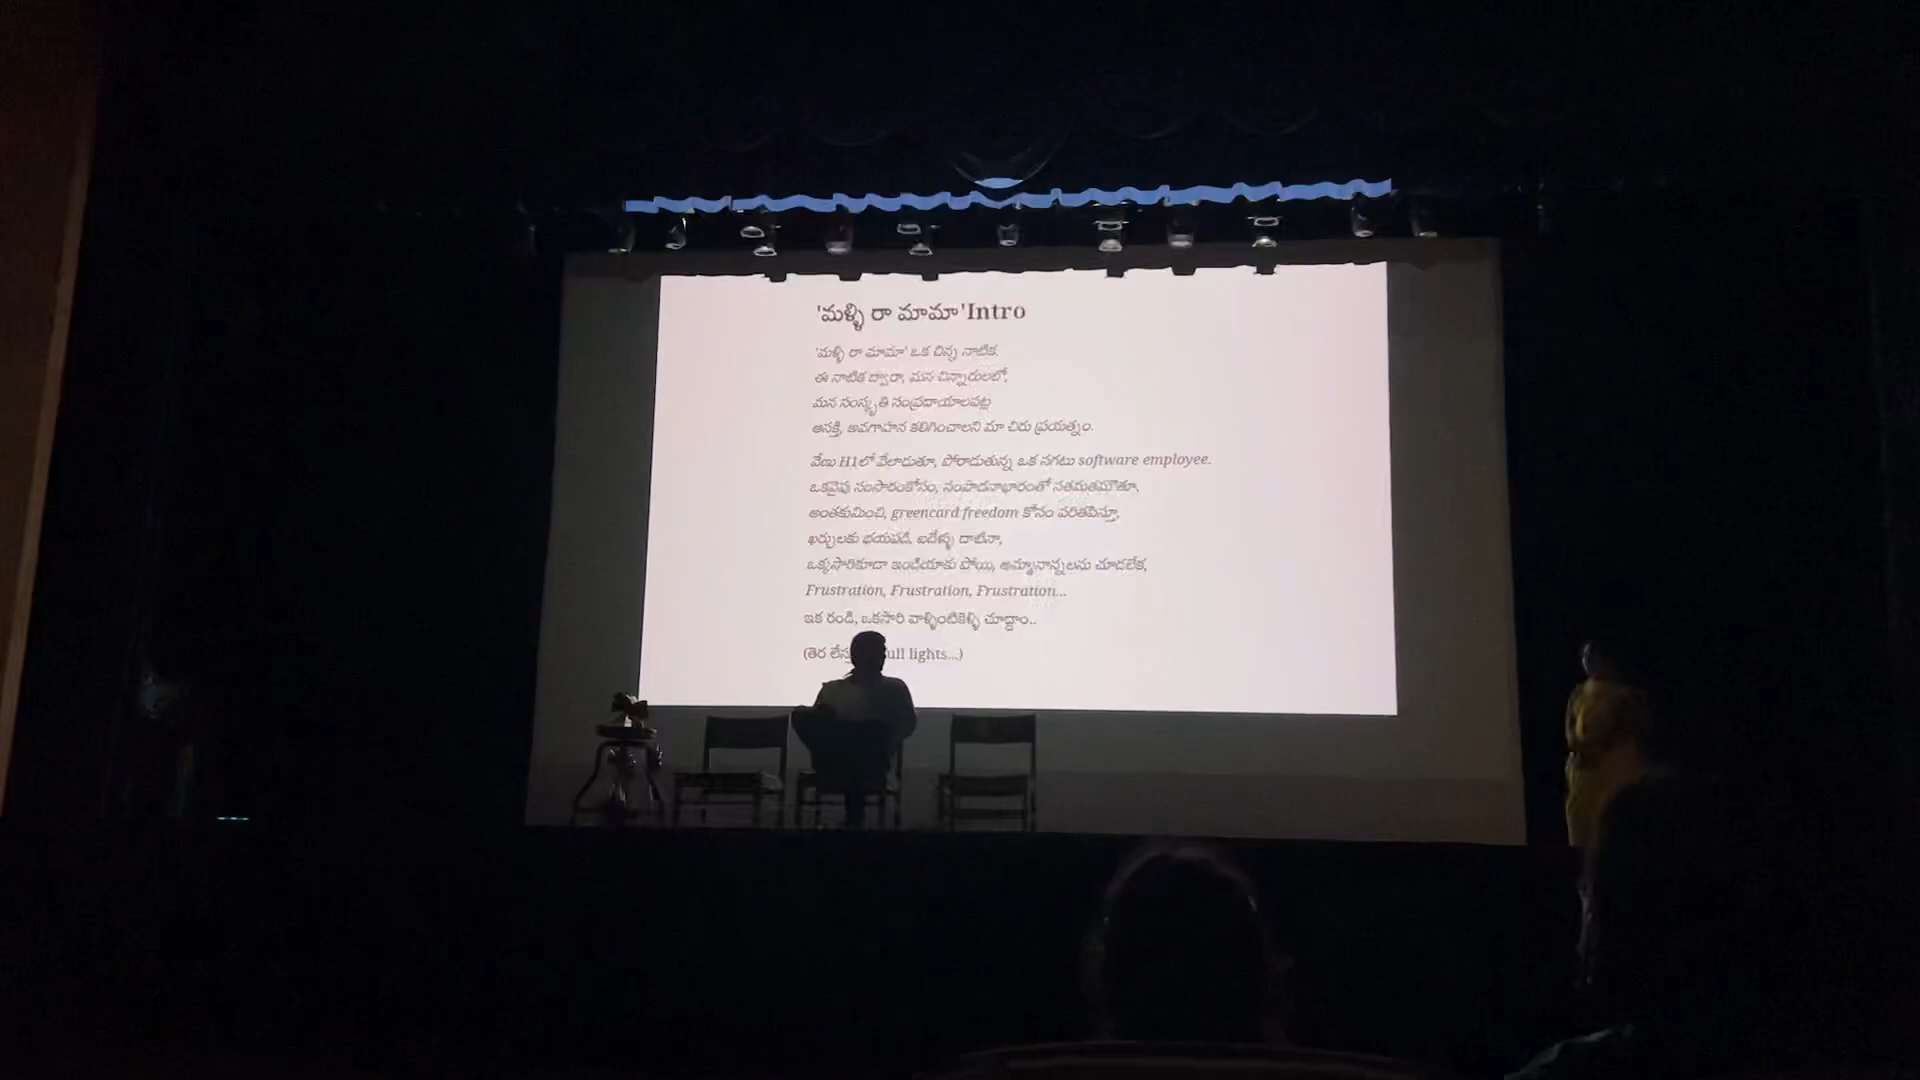 'మళ్ళి రా మామా'Intro
'మళ్ళి రా మామా' ఒక చిన్న నాటిక.
ఈ నాటిక ద్వారా, మన చిన్నారులలో,
మన సంస్కృతి సంప్రదాయాలపట్ల
ఆసక్తి, అవగాహన కలిగించాలని మా చిరు ప్రయత్నం.
వేణు H1లో వేలాడుతూ, పోరాడుతున్న ఒక సగటు software employee.
ఒకవైపు సంసారంకోసం, సంపాదనాభారంతో సతమతమౌతూ,
అంతకుమించి, greencard freedom కోసం పరితపిస్తూ,
ఖర్చులకు భయపడి, ఐదేళ్ళు దాటినా,
ఒక్కసారికూడా ఇండియాకు పోయి, అమ్మానాన్నలను చూడలేక,
Frustration, Frustration, Frustration...
ఇక రండి, ఒకసారి వాళ్ళింటికెళ్ళి చూద్దాం..
(తెర lights...)